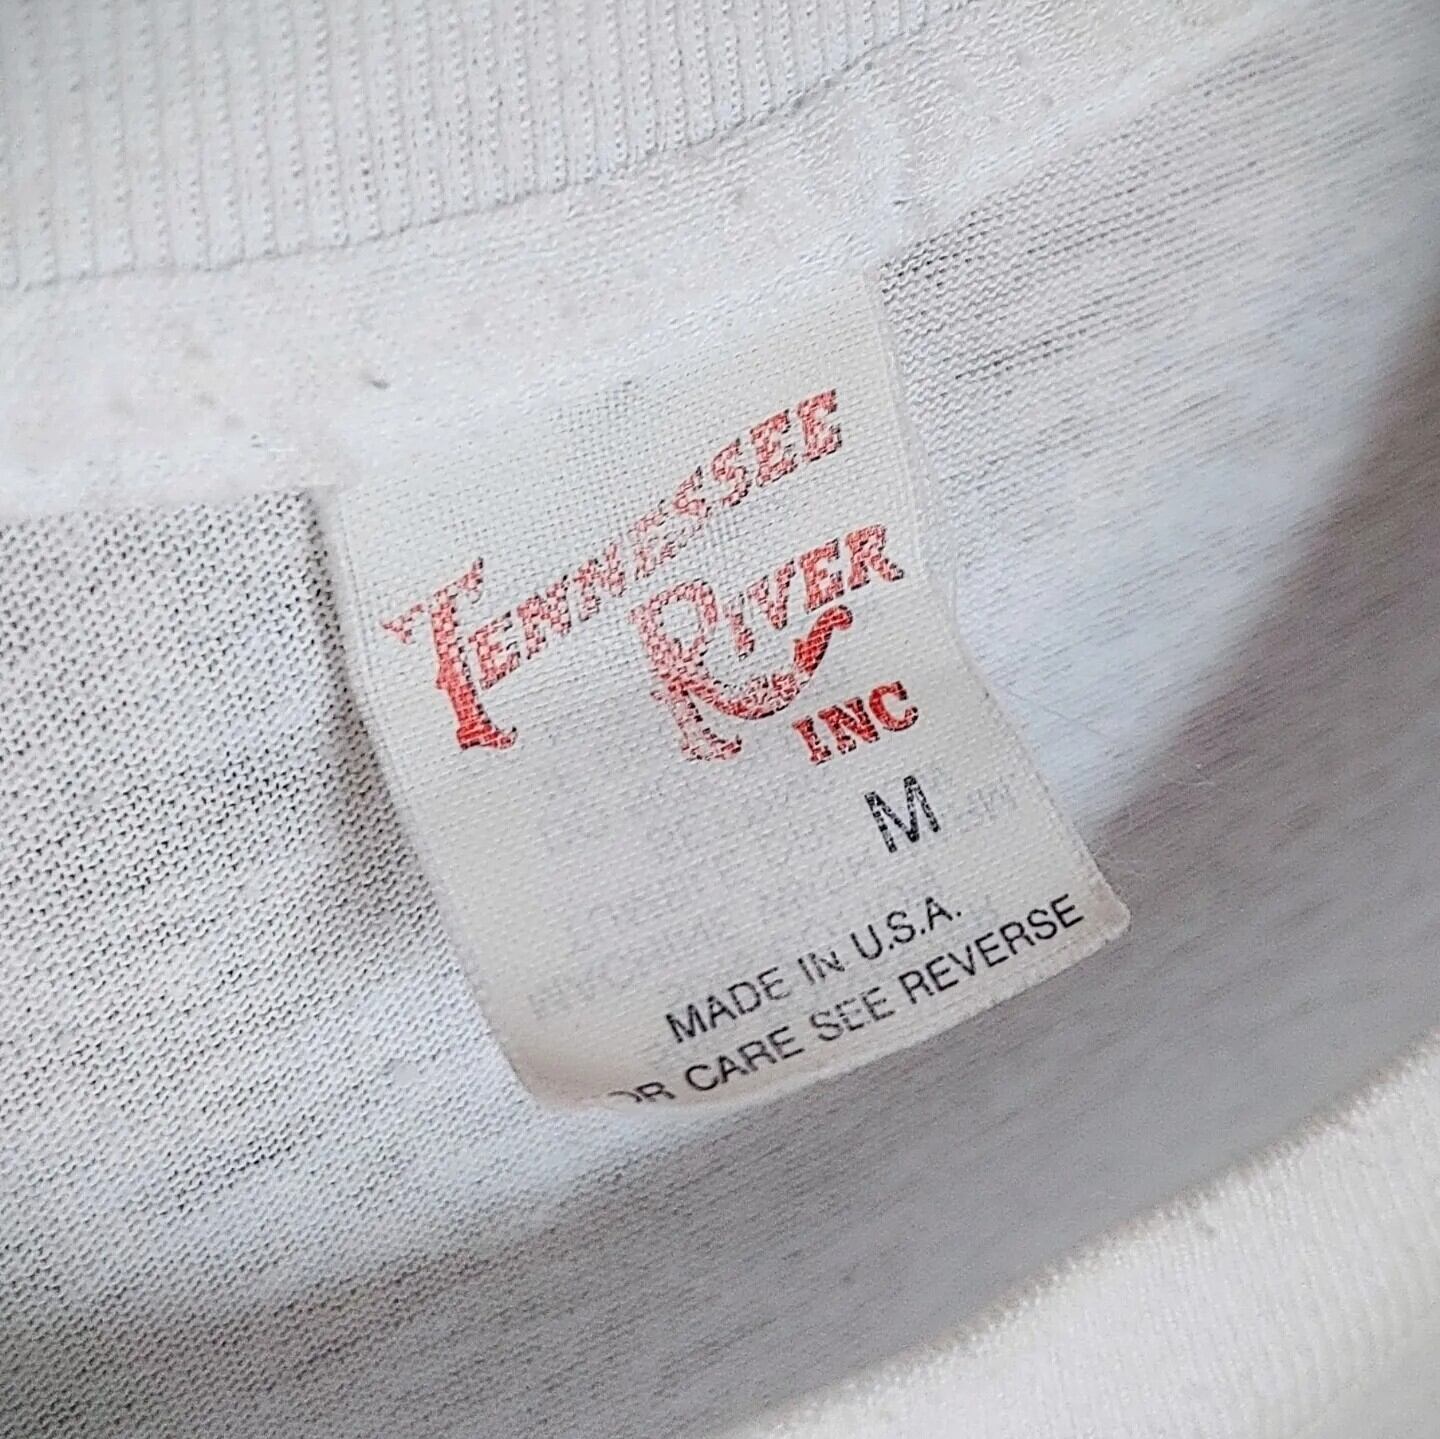 TENNESSEE
RIVER
INC
M
MADE IN U.S.A.
OR CARE SEE REVERSE